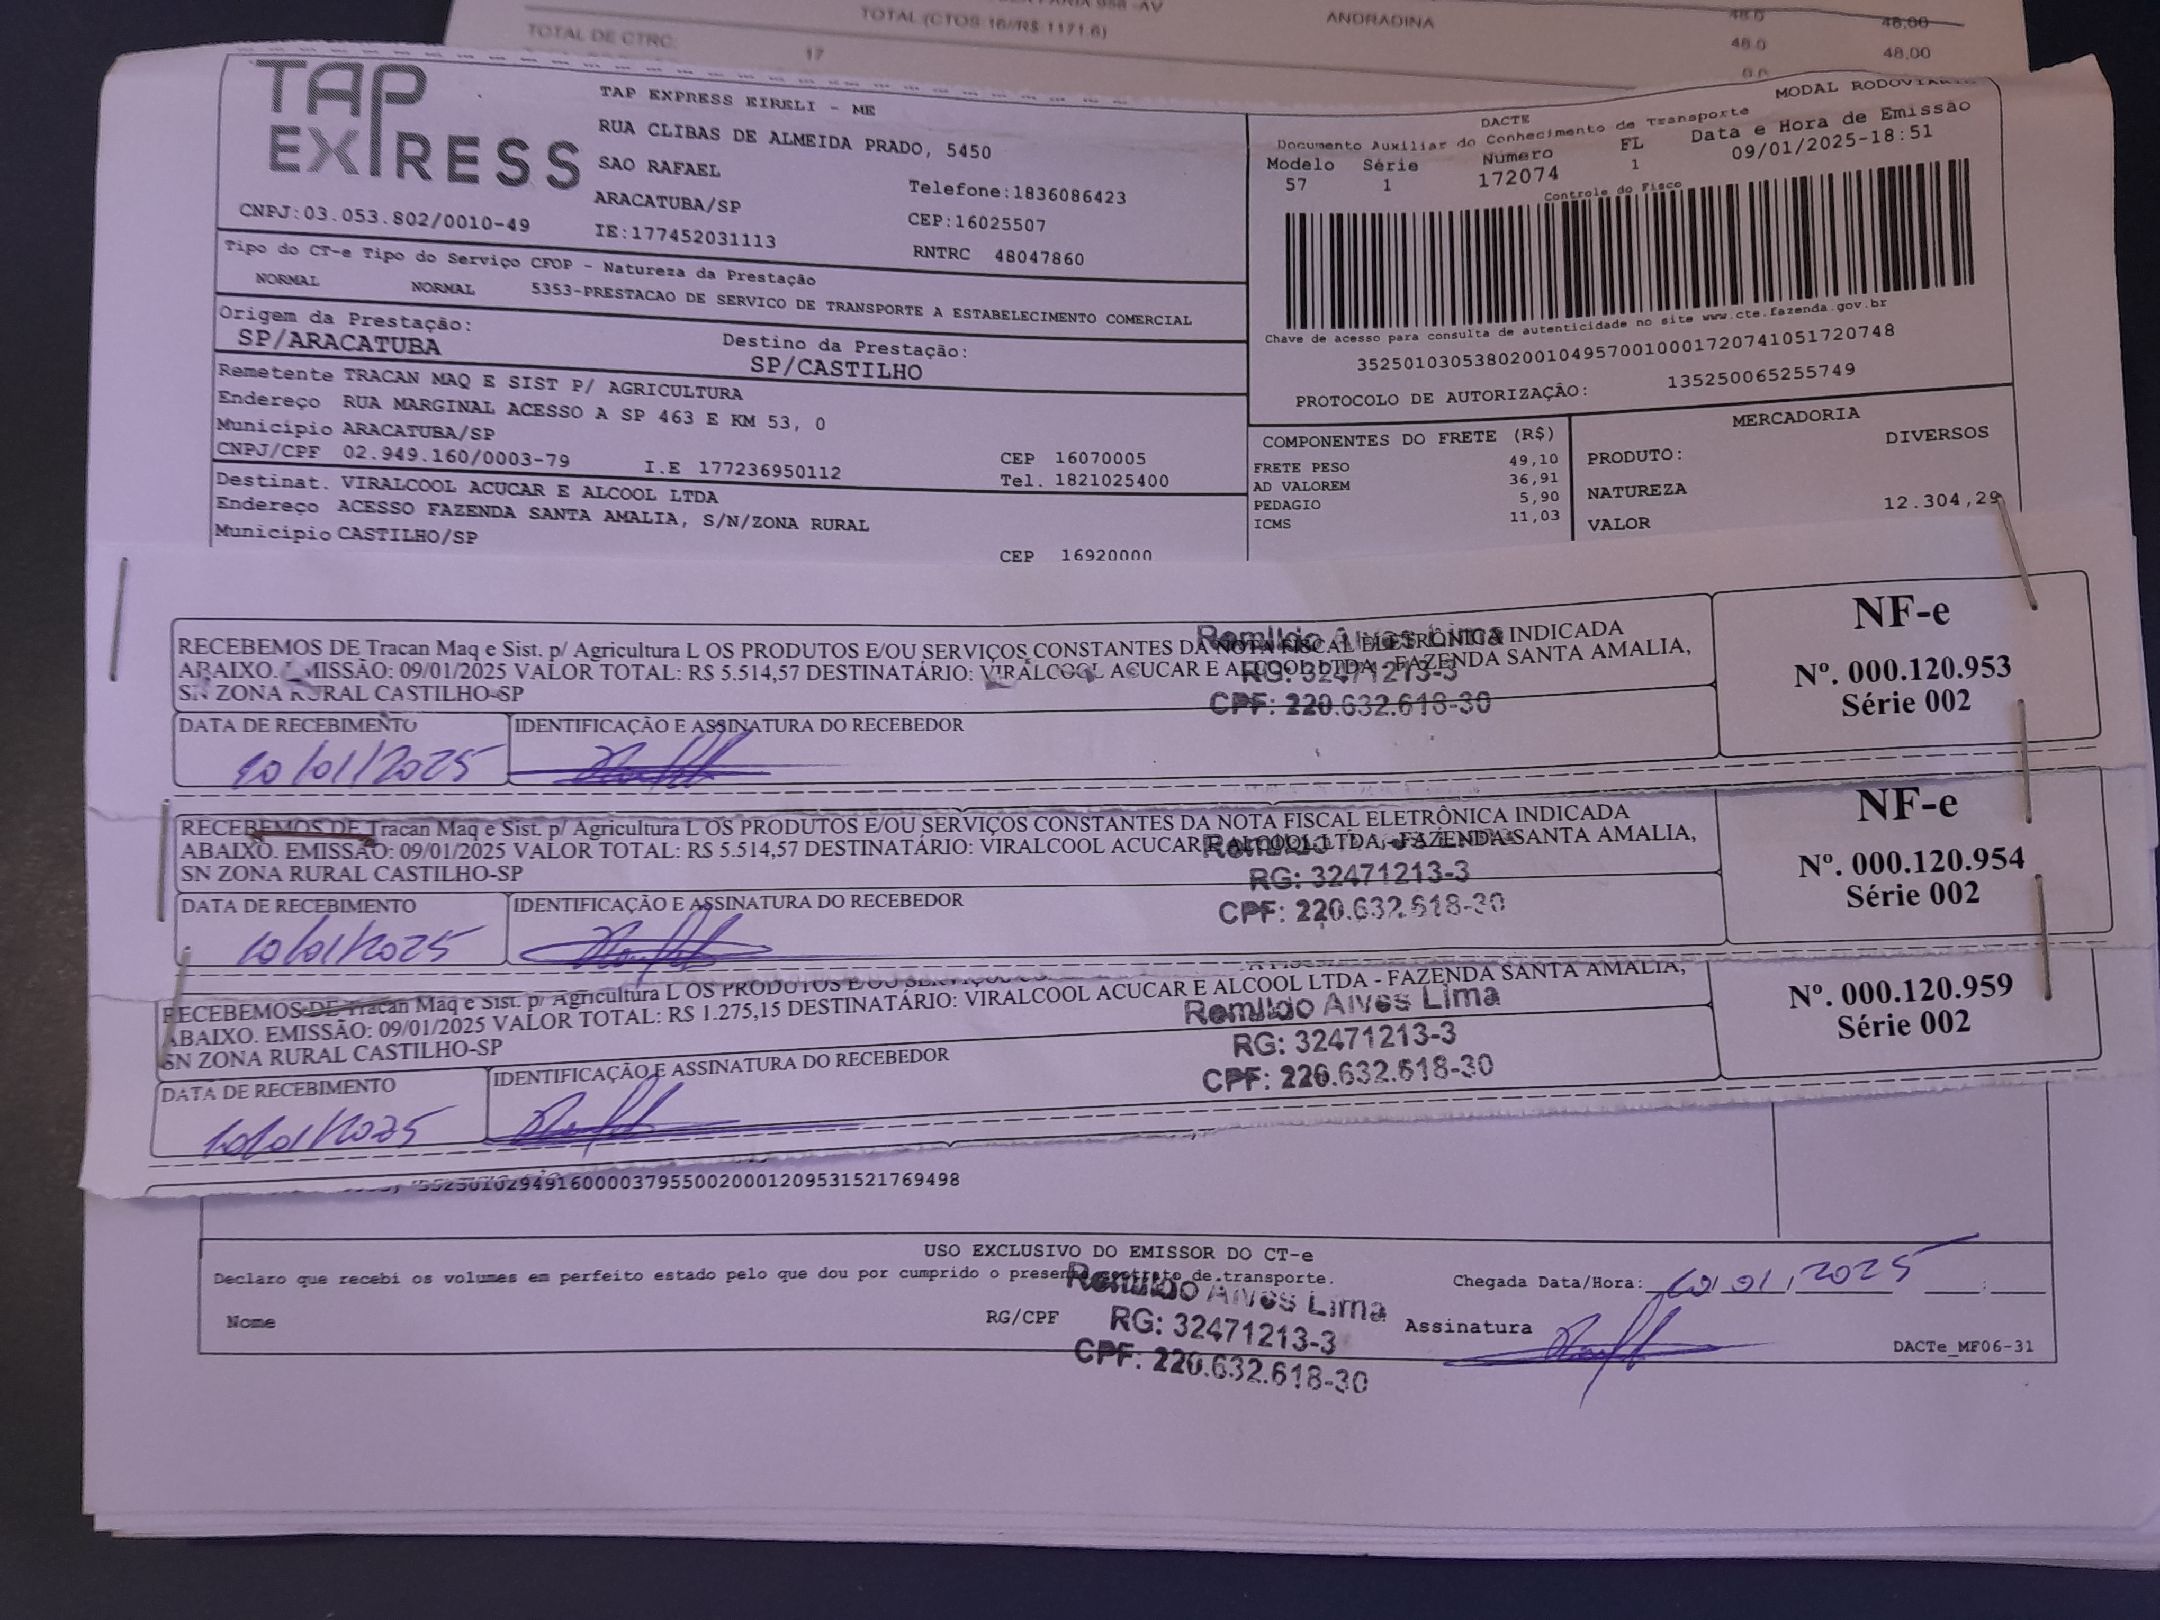 TOTAL (CTOS 16//R$ 1171.6)
ANDRADINA
48.0
48,00
TOTAL DE CTRC:
17
48.0
48,00
TAP EXPRESS
TAP EXPRESS EIRELI - ME
RUA CLIBAS DE ALMEIDA PRADO, 5450
SAO RAFAEL
ARACATUBA/SP
Telefone:1836086423
CEP:16025507
CNPJ:03.053.802/0010-49
IE:177452031113
RNTRC 48047860
MODAL RODOVIARIO
DACTE
Documento Auxiliar do Conhecimento de Transporte
Modelo Série Número FL Data e Hora de Emissão
57 1 172074 1 09/01/2025-18:51
Controle do Fisco
Chave de acesso para consulta de autenticidade no site www.cte.fazenda.gov.br
35250103053802001049570010001720741051720748
PROTOCOLO DE AUTORIZAÇÃO: 135250065255749
Tipo do CT-e Tipo do Serviço CFOP - Natureza da Prestação
NORMAL NORMAL 5353-PRESTACAO DE SERVICO DE TRANSPORTE A ESTABELECIMENTO COMERCIAL
Origem da Prestação:
SP/ARACATUBA
Destino da Prestação:
SP/CASTILHO
Remetente TRACAN MAQ E SIST P/ AGRICULTURA
Endereço RUA MARGINAL ACESSO A SP 463 E KM 53, 0
Município ARACATUBA/SP
CEP 16070005
CNPJ/CPF 02.949.160/0003-79 I.E 177236950112
Tel. 1821025400
Destinat. VIRALCOOL ACUCAR E ALCOOL LTDA
Endereço ACESSO FAZENDA SANTA AMALIA, S/N/ZONA RURAL
Município CASTILHO/SP
CEP 16920000
COMPONENTES DO FRETE (R$)
FRETE PESO 49,10
AD VALOREM 36,91
PEDAGIO 5,90
ICMS 11,03
MERCADORIA
PRODUTO: DIVERSOS
NATUREZA
VALOR 12.304,29
RECEBEMOS DE Tracan Maq e Sist. p/ Agricultura L OS PRODUTOS E/OU SERVIÇOS CONSTANTES DA NOTA FISCAL ELETRÔNICA INDICADA
ABAIXO. EMISSÃO: 09/01/2025 VALOR TOTAL: R$ 5.514,57 DESTINATÁRIO: VIRALCOOL ACUCAR E ALCOOL LTDA - FAZENDA SANTA AMALIA,
SN ZONA RURAL CASTILHO-SP
Remildo Alves Lima
RG: 32471213-3
CPF: 220.632.618-30
NF-e
Nº. 000.120.953
Série 002
DATA DE RECEBIMENTO
10/01/2025
IDENTIFICAÇÃO E ASSINATURA DO RECEBEDOR
RECEBEMOS DE Tracan Maq e Sist. p/ Agricultura L OS PRODUTOS E/OU SERVIÇOS CONSTANTES DA NOTA FISCAL ELETRÔNICA INDICADA
ABAIXO. EMISSÃO: 09/01/2025 VALOR TOTAL: R$ 5.514,57 DESTINATÁRIO: VIRALCOOL ACUCAR E ALCOOL LTDA - FAZENDA SANTA AMALIA,
SN ZONA RURAL CASTILHO-SP
Remildo Alves Lima
RG: 32471213-3
CPF: 220.632.618-30
NF-e
Nº. 000.120.954
Série 002
DATA DE RECEBIMENTO
10/01/2025
IDENTIFICAÇÃO E ASSINATURA DO RECEBEDOR
RECEBEMOS DE Tracan Maq e Sist. p/ Agricultura L OS PRODUTOS E/OU SERVIÇOS
ABAIXO. EMISSÃO: 09/01/2025 VALOR TOTAL: R$ 1.275,15 DESTINATÁRIO: VIRALCOOL ACUCAR E ALCOOL LTDA - FAZENDA SANTA AMALIA,
SN ZONA RURAL CASTILHO-SP
Remildo Alves Lima
RG: 32471213-3
CPF: 220.632.618-30
Nº. 000.120.959
Série 002
DATA DE RECEBIMENTO
10/01/2025
IDENTIFICAÇÃO E ASSINATURA DO RECEBEDOR
35250102949160000379550020001209531521769498
USO EXCLUSIVO DO EMISSOR DO CT-e
Declaro que recebi os volumes em perfeito estado pelo que dou por cumprido o presente contrato de transporte.
Chegada Data/Hora: 10/01/2025
Nome
RG/CPF
Remildo Alves Lima
RG: 32471213-3
CPF: 220.632.618-30
Assinatura
DACTe_MF06-31